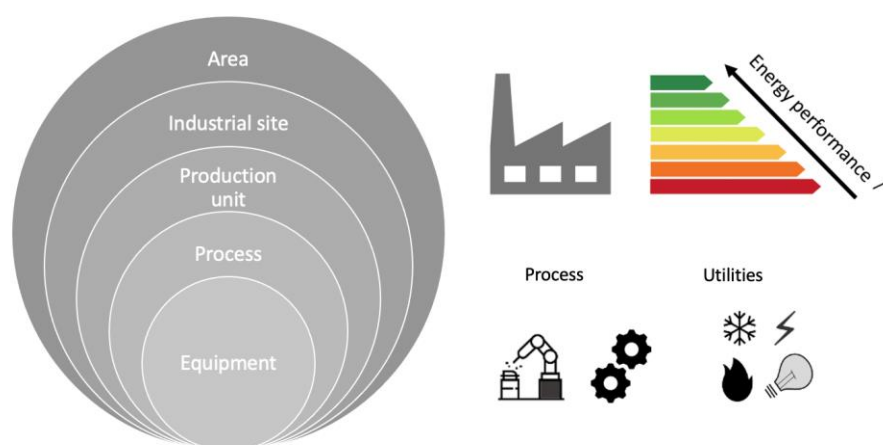 Area
Industrial site
Production
unit
Process
Equipment
Energy performance
Process
Utilities